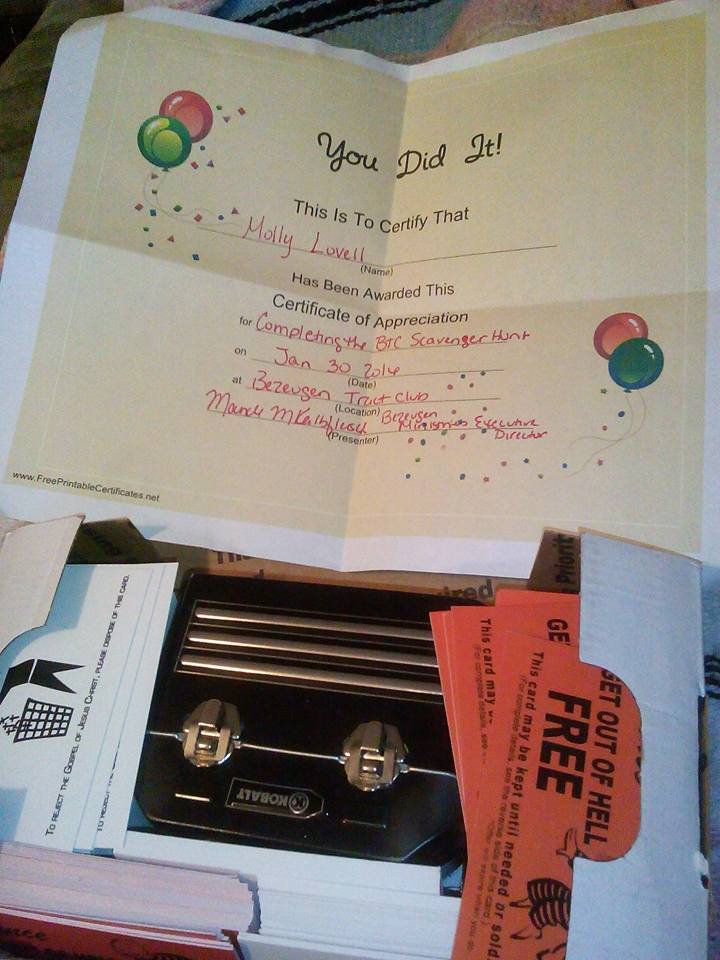 You Did It!
This Is To Certify That
Molly Lovell
(Name)
Has Been Awarded This
Certificate of Appreciation
for Completing the BTC Scavenger Hunt
on Jan 30 2016
(Date)
at Bezeugen Tract Club
(Location)
Bezeugen
Ministries Executive
Director
(Presenter)
www.FreePrintableCertificates.net
TO REJECT THE GOSPEL OF JESUS CHRIST, PLEASE DISPOSE OF THIS CARD.
KOBALT
This card may
GET OUT OF HELL
FREE
This card may be kept until needed or sold.